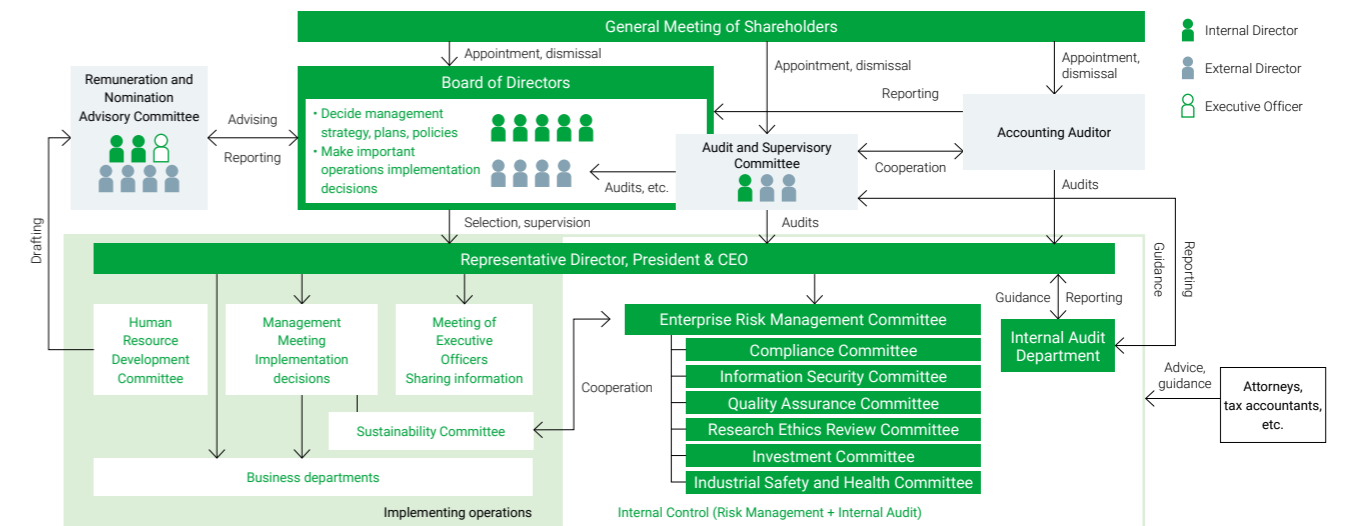 General Meeting of Shareholders
Internal Director
External Director
Executive Officer
Appointment, dismissal
Appointment, dismissal
Appointment,
dismissal
Remuneration and
Nomination
Advisory Committee
Advising
Reporting
Board of Directors
• Decide management
strategy, plans, policies
• Make important
operations implementation
decisions
Reporting
Accounting Auditor
Audit and Supervisory
Committee
Cooperation
Audits, etc.
Audits
Selection, supervision
Audits
Drafting
Representative Director, President & CEO
Guidance
Reporting
Human
Resource
Development
Committee
Management
Meeting
Implementation
decisions
Meeting of
Executive
Officers
Sharing information
Sustainability Committee
Business departments
Implementing operations
Cooperation
Enterprise Risk Management Committee
Compliance Committee
Information Security Committee
Quality Assurance Committee
Research Ethics Review Committee
Investment Committee
Industrial Safety and Health Committee
Internal Control (Risk Management + Internal Audit)
Guidance
Reporting
Internal Audit
Department
Advice,
guidance
Attorneys,
tax accountants,
etc.